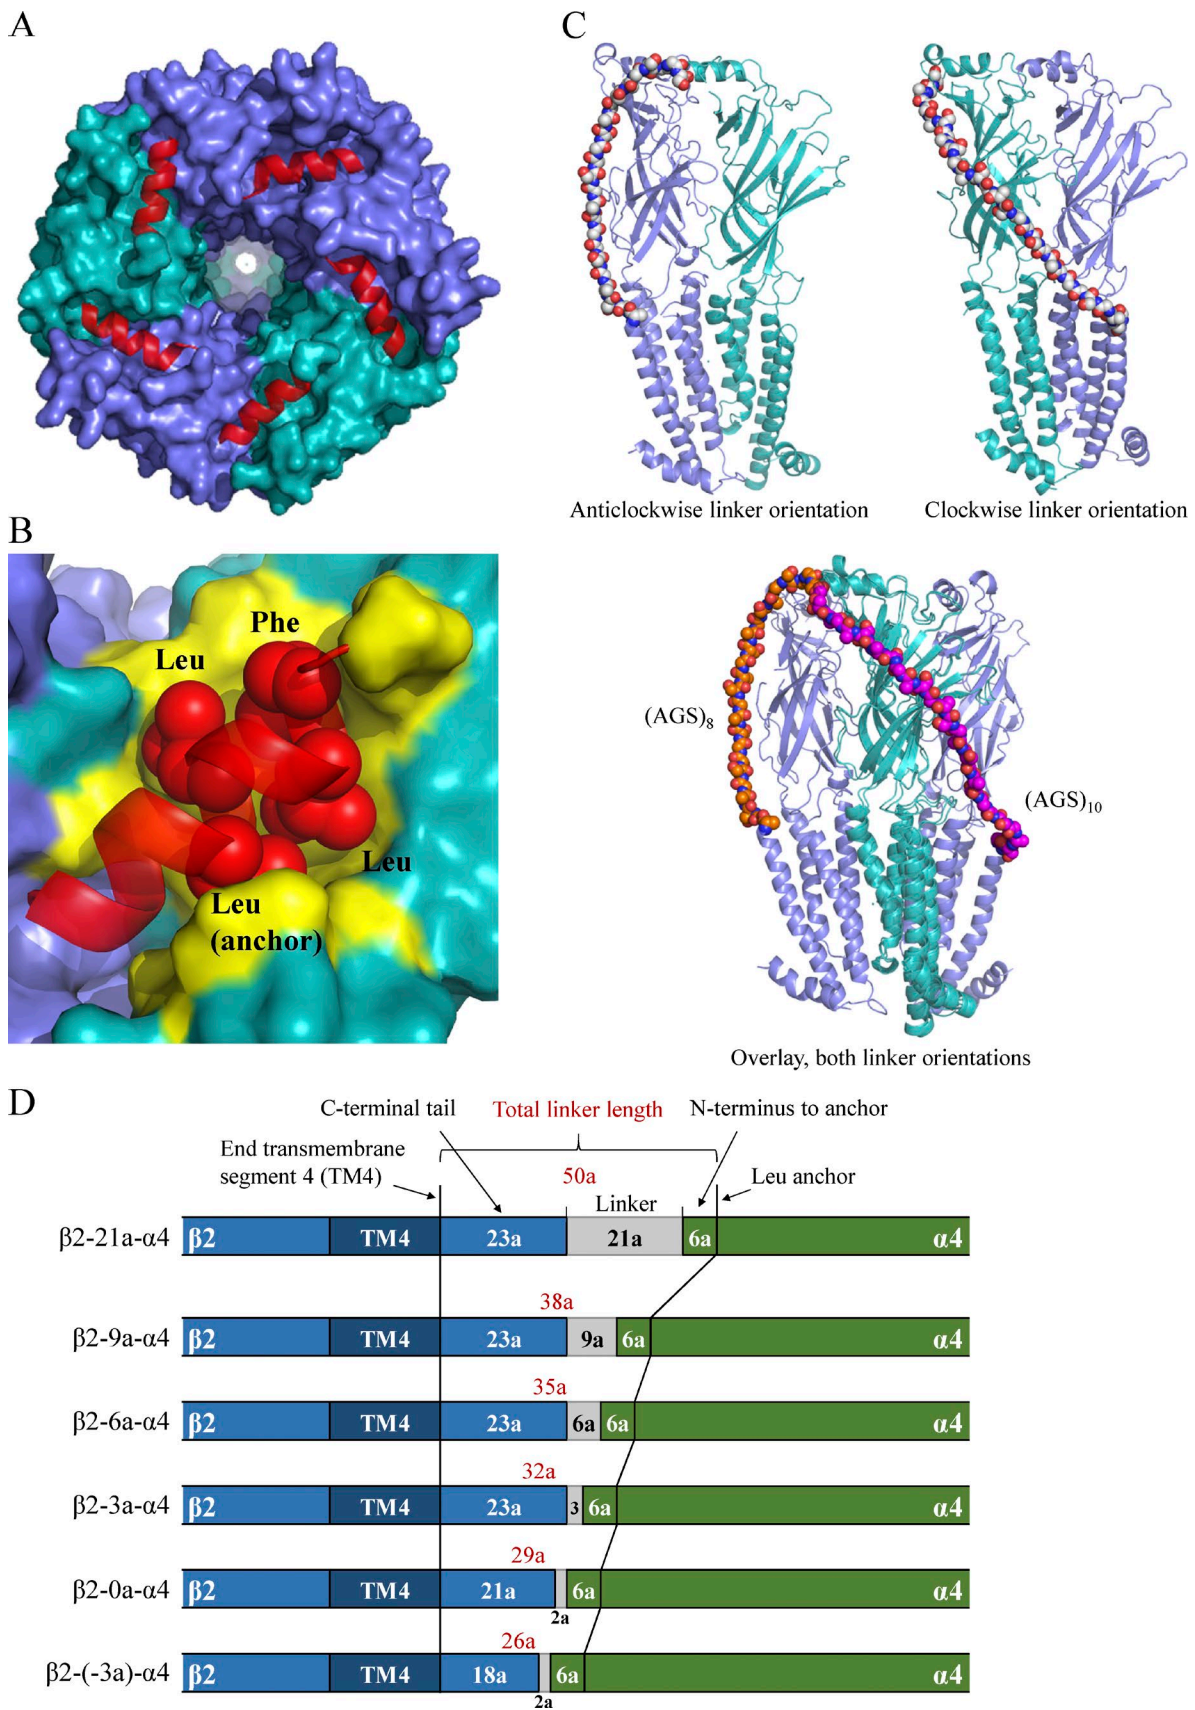 A
C
Anticlockwise linker orientation
Clockwise linker orientation
B
Phe
Leu
Leu
Leu
(anchor)
(AGS)8
(AGS)10
Overlay, both linker orientations
D
C-terminal tail
Total linker length
N-terminus to anchor
End transmembrane
segment 4 (TM4)
50a
Leu anchor
Linker
β2-21a-α4
β2 TM4 23a 21a 6a α4
38a
β2-9a-α4
β2 TM4 23a 9a 6a α4
35a
β2-6a-α4
β2 TM4 23a 6a 6a α4
32a
β2-3a-α4
β2 TM4 23a 3 6a α4
29a
β2-0a-α4
β2 TM4 21a 6a α4
2a
26a
β2-(-3a)-α4
β2 TM4 18a 6a α4
2a